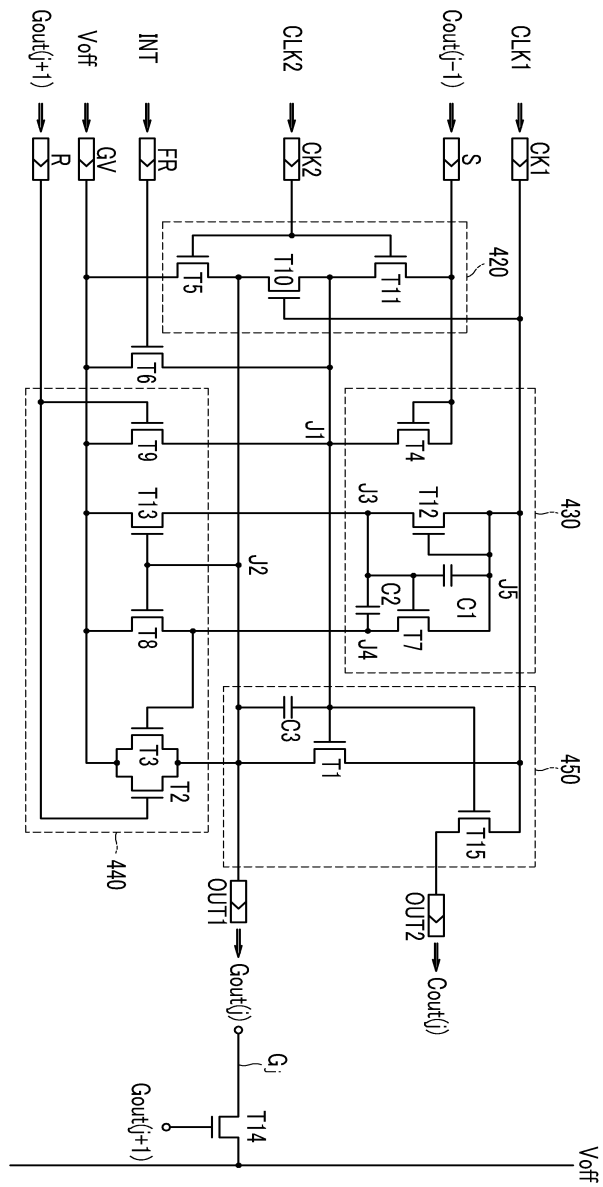 CLK1
Cout(j-1)
CLK2
INT
Voff
Gout(j+1)
CK1
S
CK2
FR
GV
R
420
T11
T10
T5
T6
430
T4
J1
T9
J3
T12
T13
J5
C1
C2
T7
J4
J2
T8
450
C3
T1
T3
T2
T15
440
OUT2
Cout(j)
OUT1
Gout(j)
Gj
T14
Gout(j+1)
Voff